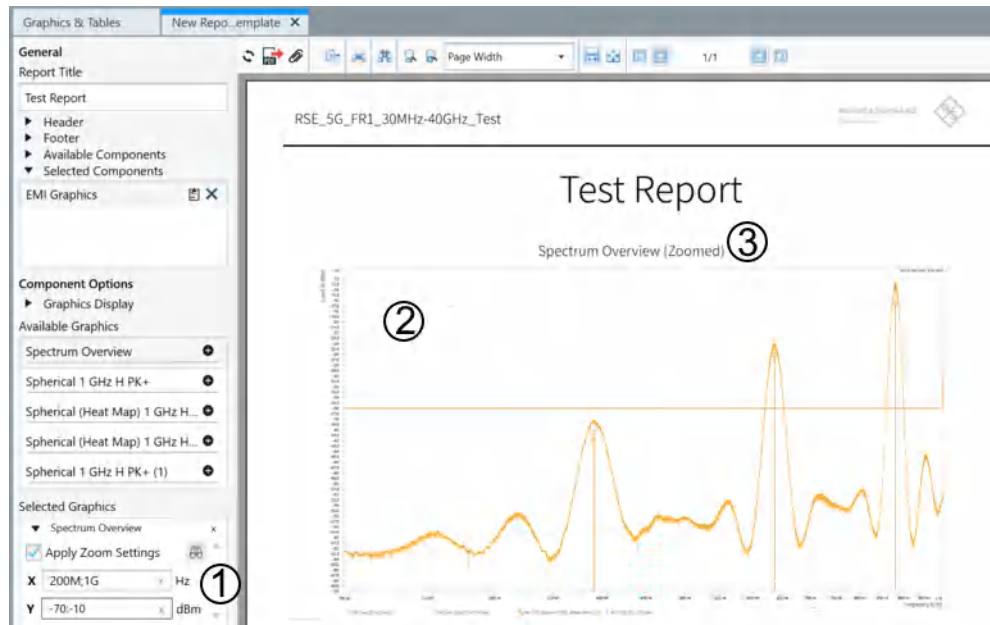 Graphics & Tables
New Repo...emplate ×
General
Report Title
Test Report
Header
Footer
Available Components
Selected Components
EMI Graphics
Component Options
Graphics Display
Available Graphics
Spectrum Overview
Spherical 1 GHz H PK+
Spherical (Heat Map) 1 GHz H...
Spherical (Heat Map) 1 GHz H...
Spherical 1 GHz H PK+ (1)
Selected Graphics
Spectrum Overview ×
Apply Zoom Settings
X 200M;1G × Hz
Y -70;-10 × dBm
1
PDF
Page Width
1/1
RSE_5G_FR1_30MHz-40GHz_Test
Test Report
Spectrum Overview (Zoomed)
3
2